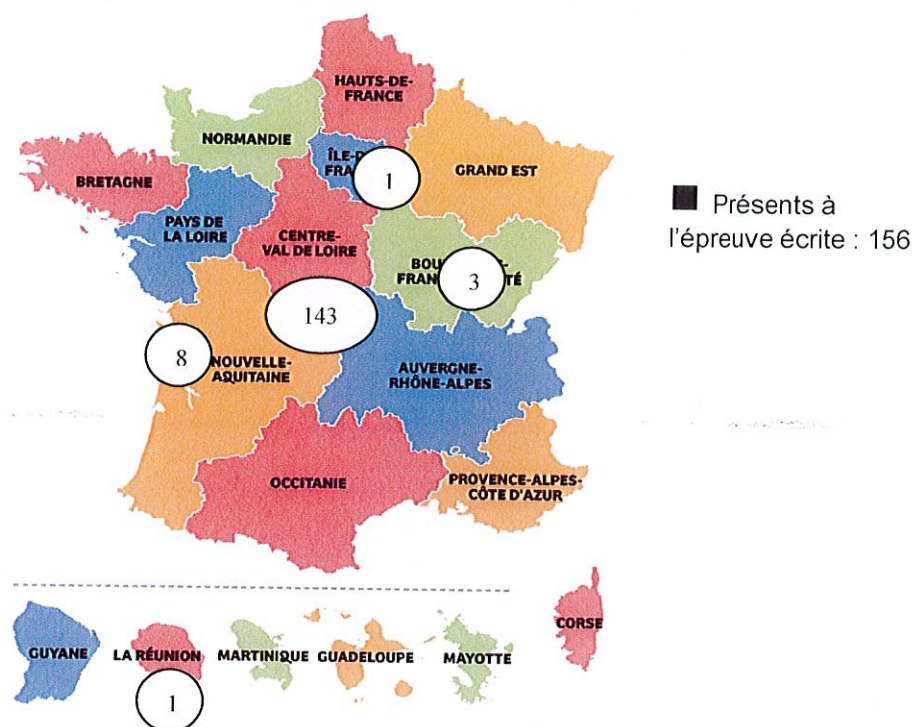 HAUTS-DE-
FRANCE
NORMANDIE
ÎLE-D
FRA
1
GRAND EST
BRETAGNE
PAYS DE
LA LOIRE
CENTRE-
VAL DE LOIRE
BOU
FRAN
TÉ
3
143
8
NOUVELLE-
AQUITAINE
AUVERGNE-
RHÔNE-ALPES
OCCITANIE
PROVENCE-ALPES-
CÔTE D'AZUR
Présents à
l'épreuve écrite : 156
CORSE
GUYANE
LA RÉUNION
MARTINIQUE
GUADELOUPE
MAYOTTE
1